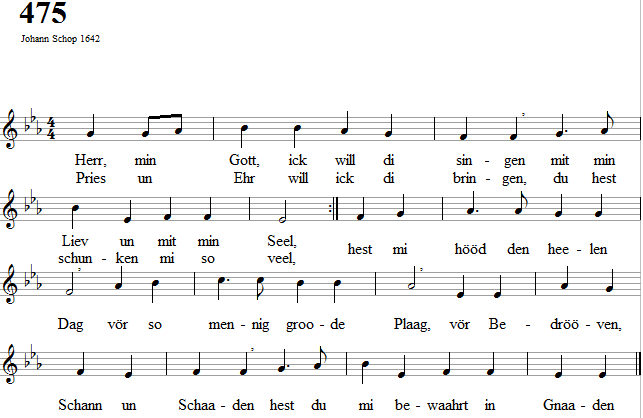 475
Johann Schop 1642
Herr, min Gott, ick will di sin - gen mit min
Pries un Ehr will ick di brin - gen, du hest
Liev un mit min Seel,
schun - ken mi so veel,
hest mi hööd den hee - len
Dag vör so men - nig groo - de Plaag, vör Be - dröö - ven,
Schann un Schaa - den hest du mi be - waahrt in Gnaa - den